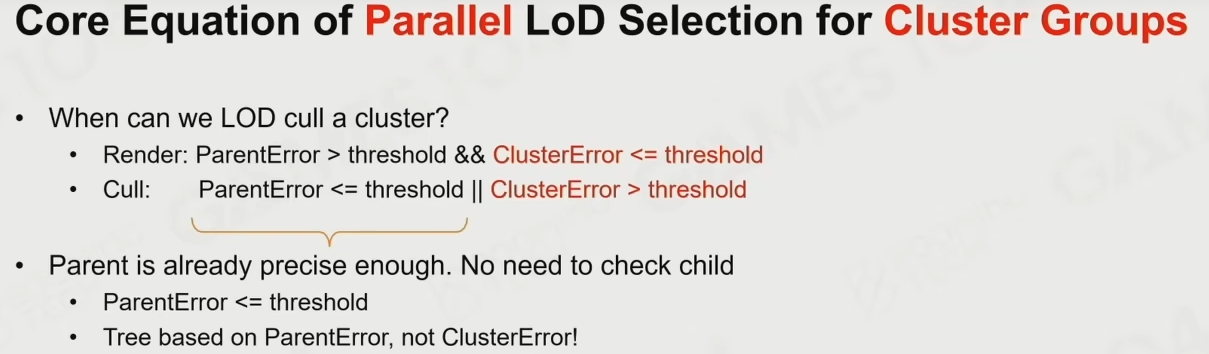 Core Equation of Parallel LoD Selection for Cluster Groups
• When can we LOD cull a cluster?
• Render: ParentError > threshold && ClusterError <= threshold
• Cull: ParentError <= threshold || ClusterError > threshold
• Parent is already precise enough. No need to check child
• ParentError <= threshold
• Tree based on ParentError, not ClusterError!